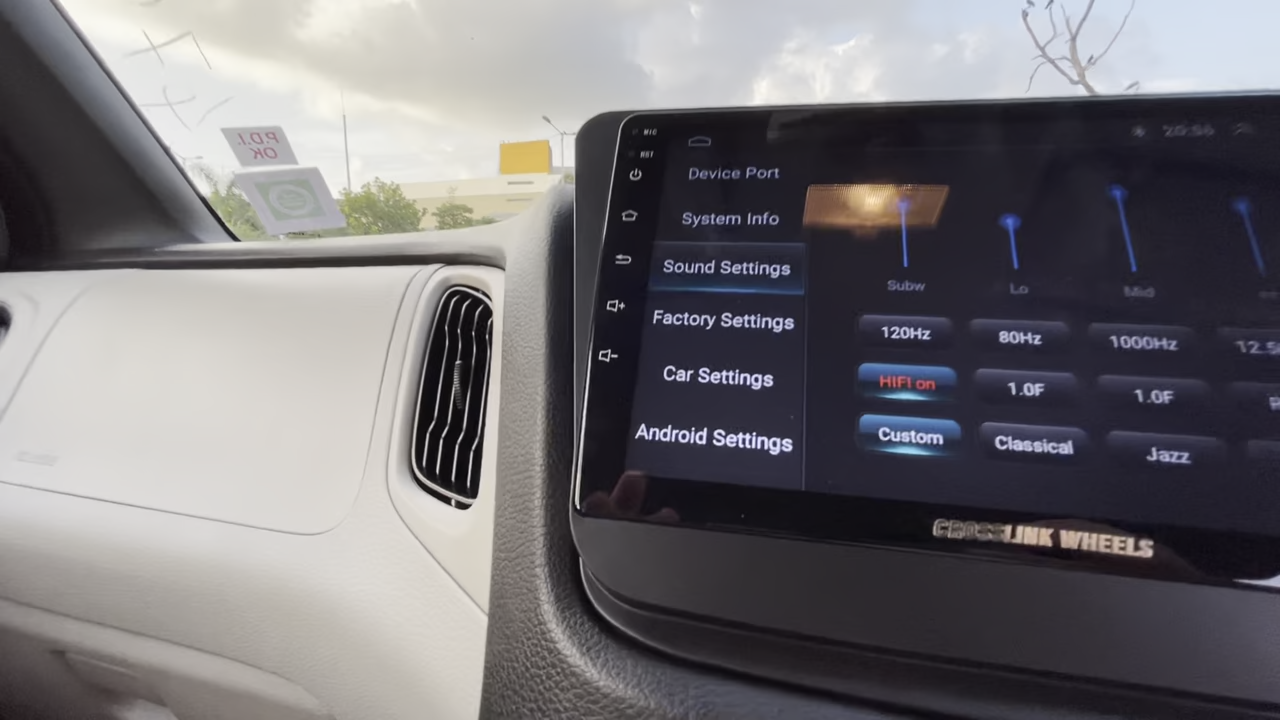 P.D.I.
OK
MIC
RST
Device Port
System Info
Sound Settings
Factory Settings
Car Settings
Android Settings
Subw
Lo
Mid
120Hz
80Hz
1000Hz
HIFI on
1.0F
1.0F
Custom
Classical
Jazz
CROSSLINK WHEELS